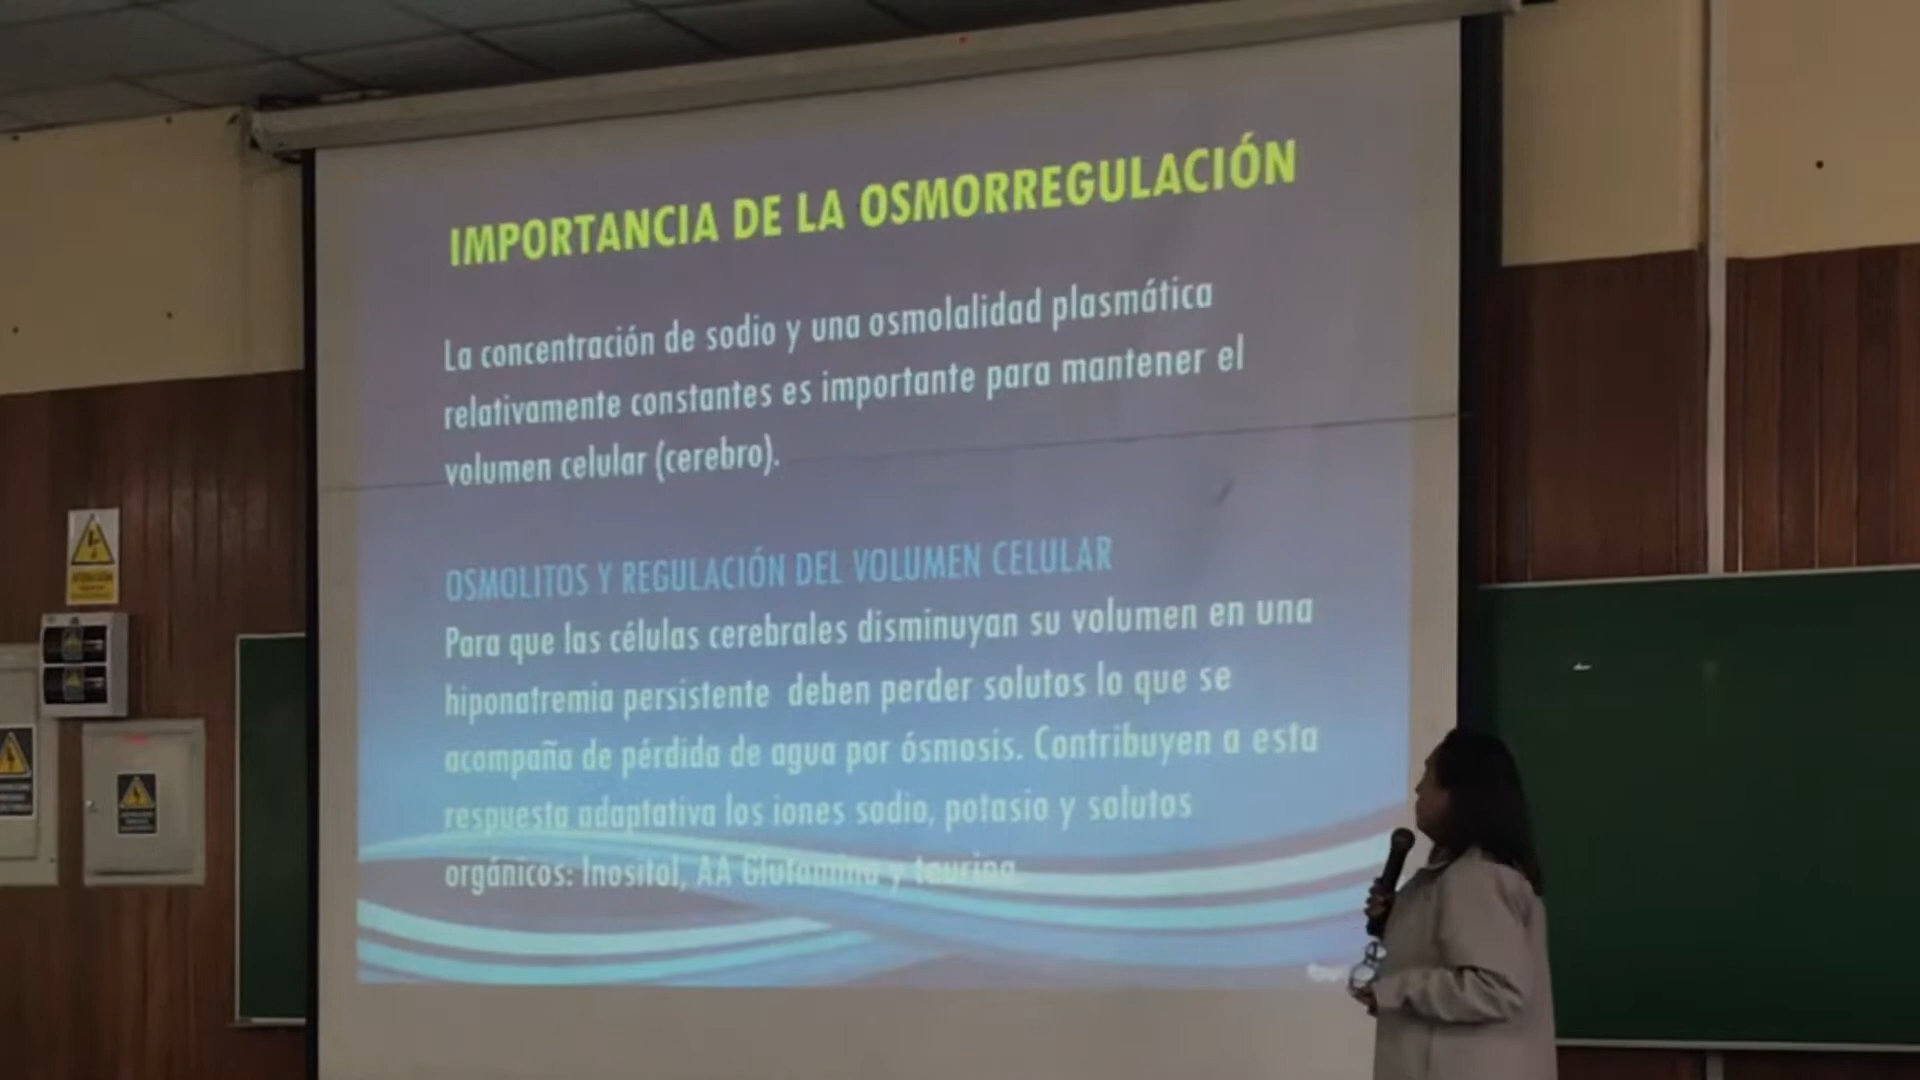 IMPORTANCIA DE LA OSMORREGULACIÓN
La concentración de sodio y una osmolalidad plasmática
relativamente constantes es importante para mantener el
volumen celular (cerebro).
OSMOLITOS Y REGULACIÓN DEL VOLUMEN CELULAR
Para que las células cerebrales disminuyan su volumen en una
hiponatremia persistente deben perder solutos lo que se
acompaña de pérdida de agua por ósmosis. Contribuyen a esta
respuesta adaptativa los iones sodio, potasio y solutos
orgánicos: Inositol, AA Glutamina y taurina